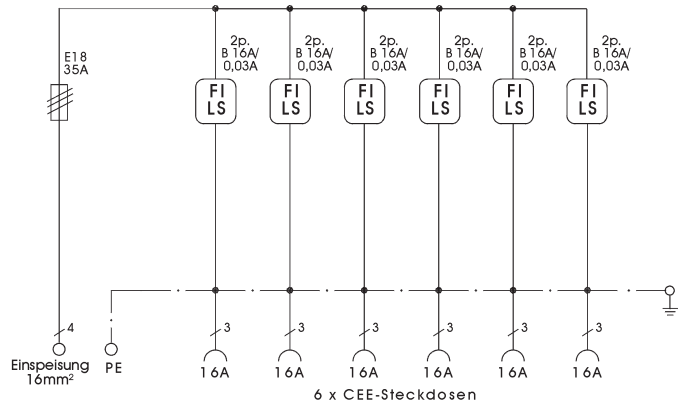 E18
35A
2p.
B 16A/
0,03A
2p.
B 16A/
0,03A
2p.
B 16A/
0,03A
2p.
B 16A/
0,03A
2p.
B 16A/
0,03A
2p.
B 16A/
0,03A
FI
LS
FI
LS
FI
LS
FI
LS
FI
LS
FI
LS
4
3
3
3
3
3
3
Einspeisung
16mm²
PE
16A
16A
16A
16A
16A
16A
6 x CEE-Steckdosen